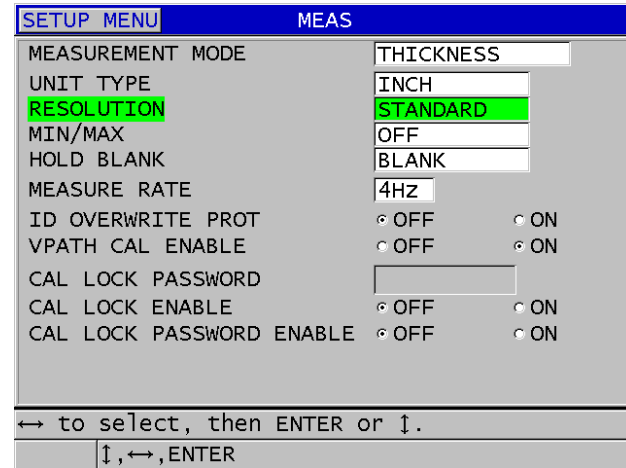 SETUP MENU MEAS
MEASUREMENT MODE THICKNESS
UNIT TYPE INCH
RESOLUTION STANDARD
MIN/MAX OFF
HOLD BLANK BLANK
MEASURE RATE 4Hz
ID OVERWRITE PROT OFF ON
VPATH CAL ENABLE OFF ON
CAL LOCK PASSWORD
CAL LOCK ENABLE OFF ON
CAL LOCK PASSWORD ENABLE OFF ON
↔ to select, then ENTER or ↕.
↕,↔,ENTER